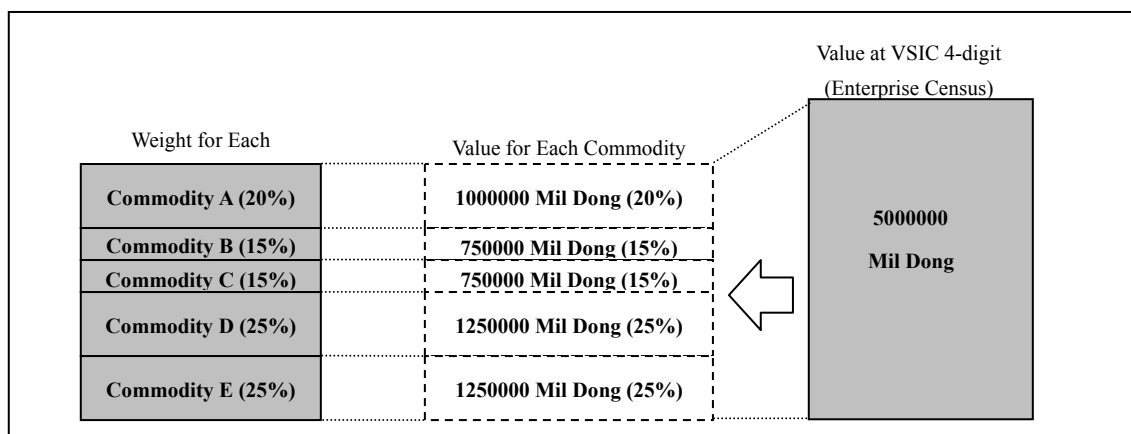 Value at VSIC 4-digit
(Enterprise Census)
Weight for Each
Value for Each Commodity
Commodity A (20%)
1000000 Mil Dong (20%)
5000000
Mil Dong
Commodity B (15%)
750000 Mil Dong (15%)
Commodity C (15%)
750000 Mil Dong (15%)
Commodity D (25%)
1250000 Mil Dong (25%)
Commodity E (25%)
1250000 Mil Dong (25%)